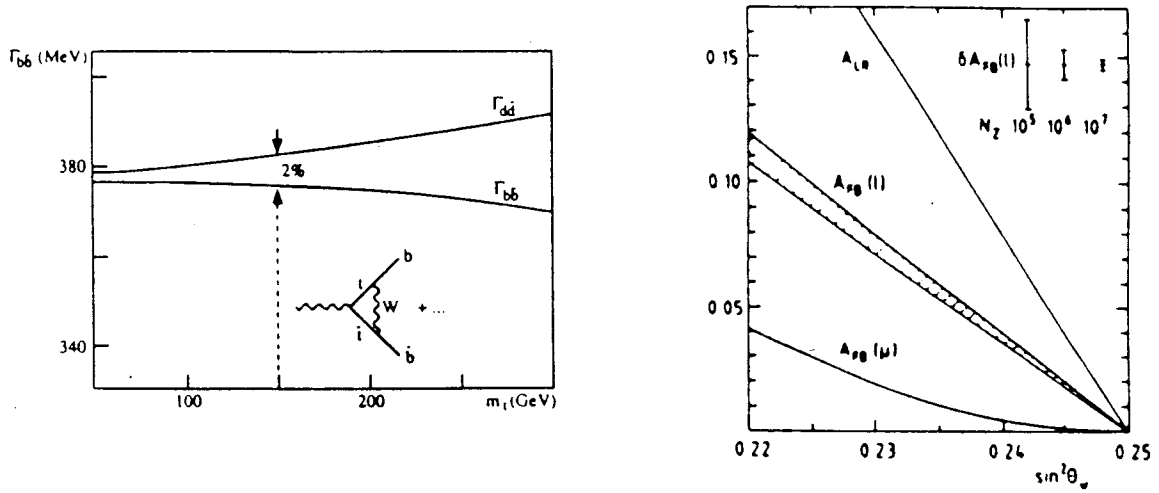 Γbb̄ (MeV)
Γdd̄
380
2%
Γbb̄
b
t
W + ...
t̄
b̄
340
100
200
mt (GeV)
0.15
ALR
δAFB(l)
NZ 10⁵ 10⁶ 10⁷
0.10
AFB(l)
0.05
AFB(μ)
0
0.22
0.23
0.24
0.25
sin²θw